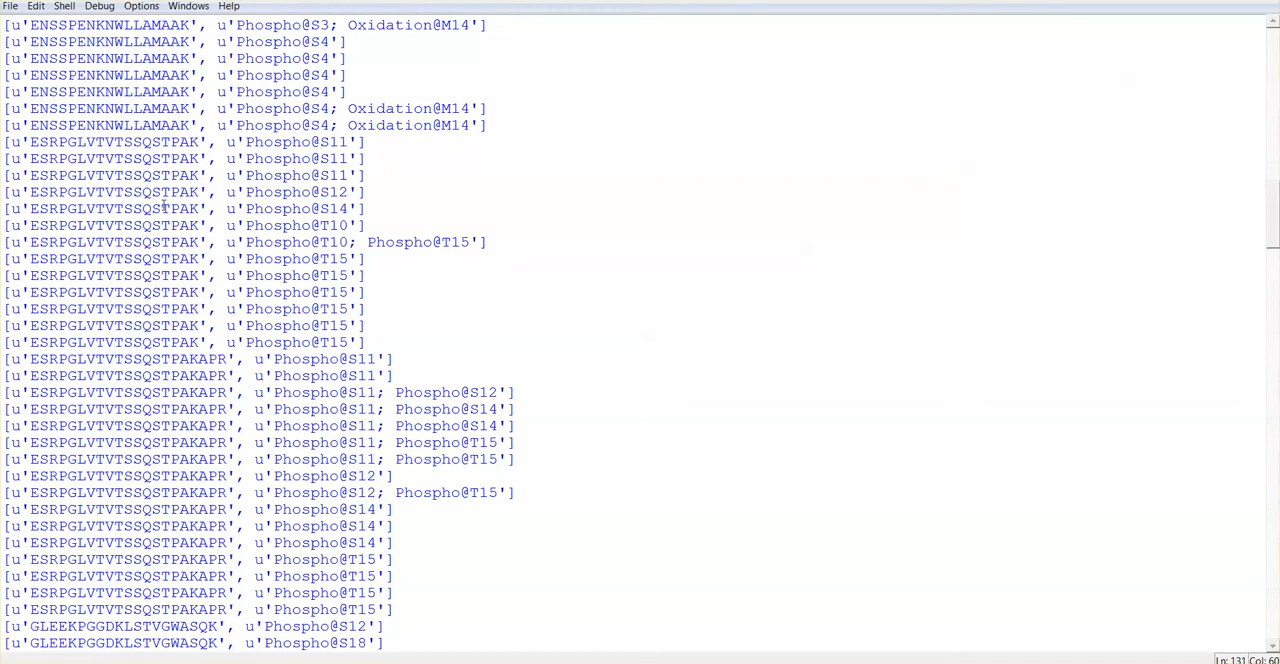 File Edit Shell Debug Options Windows Help
[u'ENSSPENKNWLLAMAAK', u'Phospho@S3; Oxidation@M14']
[u'ENSSPENKNWLLAMAAK', u'Phospho@S4']
[u'ENSSPENKNWLLAMAAK', u'Phospho@S4']
[u'ENSSPENKNWLLAMAAK', u'Phospho@S4']
[u'ENSSPENKNWLLAMAAK', u'Phospho@S4']
[u'ENSSPENKNWLLAMAAK', u'Phospho@S4; Oxidation@M14']
[u'ENSSPENKNWLLAMAAK', u'Phospho@S4; Oxidation@M14']
[u'ESRPGLVTVTSSQSTPAK', u'Phospho@S11']
[u'ESRPGLVTVTSSQSTPAK', u'Phospho@S11']
[u'ESRPGLVTVTSSQSTPAK', u'Phospho@S11']
[u'ESRPGLVTVTSSQSTPAK', u'Phospho@S12']
[u'ESRPGLVTVTSSQSTPAK', u'Phospho@S14']
[u'ESRPGLVTVTSSQSTPAK', u'Phospho@T10']
[u'ESRPGLVTVTSSQSTPAK', u'Phospho@T10; Phospho@T15']
[u'ESRPGLVTVTSSQSTPAK', u'Phospho@T15']
[u'ESRPGLVTVTSSQSTPAK', u'Phospho@T15']
[u'ESRPGLVTVTSSQSTPAK', u'Phospho@T15']
[u'ESRPGLVTVTSSQSTPAK', u'Phospho@T15']
[u'ESRPGLVTVTSSQSTPAK', u'Phospho@T15']
[u'ESRPGLVTVTSSQSTPAK', u'Phospho@T15']
[u'ESRPGLVTVTSSQSTPAKAPR', u'Phospho@S11']
[u'ESRPGLVTVTSSQSTPAKAPR', u'Phospho@S11']
[u'ESRPGLVTVTSSQSTPAKAPR', u'Phospho@S11; Phospho@S12']
[u'ESRPGLVTVTSSQSTPAKAPR', u'Phospho@S11; Phospho@S14']
[u'ESRPGLVTVTSSQSTPAKAPR', u'Phospho@S11; Phospho@S14']
[u'ESRPGLVTVTSSQSTPAKAPR', u'Phospho@S11; Phospho@T15']
[u'ESRPGLVTVTSSQSTPAKAPR', u'Phospho@S11; Phospho@T15']
[u'ESRPGLVTVTSSQSTPAKAPR', u'Phospho@S12']
[u'ESRPGLVTVTSSQSTPAKAPR', u'Phospho@S12; Phospho@T15']
[u'ESRPGLVTVTSSQSTPAKAPR', u'Phospho@S14']
[u'ESRPGLVTVTSSQSTPAKAPR', u'Phospho@S14']
[u'ESRPGLVTVTSSQSTPAKAPR', u'Phospho@S14']
[u'ESRPGLVTVTSSQSTPAKAPR', u'Phospho@T15']
[u'ESRPGLVTVTSSQSTPAKAPR', u'Phospho@T15']
[u'ESRPGLVTVTSSQSTPAKAPR', u'Phospho@T15']
[u'ESRPGLVTVTSSQSTPAKAPR', u'Phospho@T15']
[u'GLEEKPGGDKLSTVGWASQK', u'Phospho@S12']
[u'GLEEKPGGDKLSTVGWASQK', u'Phospho@S18']
Ln: 131 Col: 60